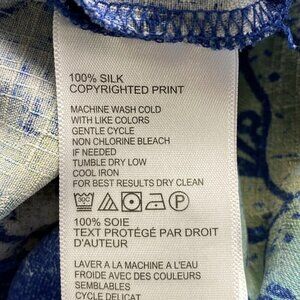 100% SILK
COPYRIGHTED PRINT
MACHINE WASH COLD
WITH LIKE COLORS
GENTLE CYCLE
NON CHLORINE BLEACH
IF NEEDED
TUMBLE DRY LOW
COOL IRON
FOR BEST RESULTS DRY CLEAN
100% SOIE
TEXT PROTÉGÉ PAR DROIT
D'AUTEUR
LAVER A LA MACHINE A L'EAU
FROIDE AVEC DES COULEURS
SEMBLABLES
CYCLE DELICAT